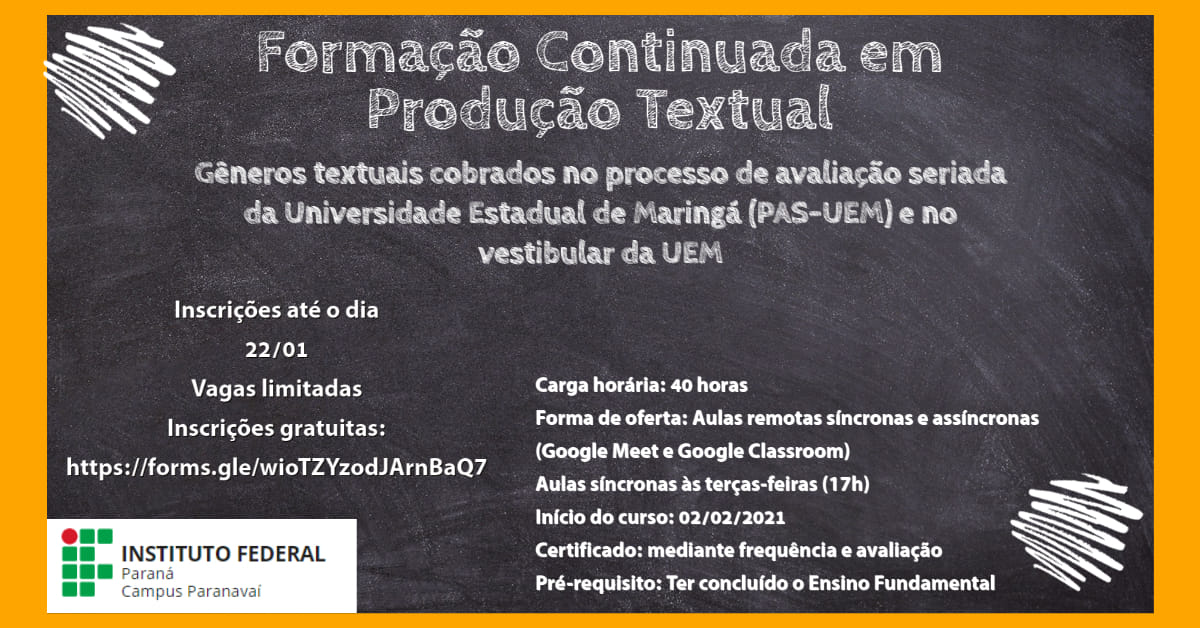 Formação Continuada em
Produção Textual
Gêneros textuais cobrados no processo de avaliação seriada
da Universidade Estadual de Maringá (PAS-UEM) e no
vestibular da UEM
Inscrições até o dia
22/01
Vagas limitadas
Inscrições gratuitas:
https://forms.gle/wioTZYzodJArnBaQ7
Carga horária: 40 horas
Forma de oferta: Aulas remotas síncronas e assíncronas
(Google Meet e Google Classroom)
Aulas síncronas às terças-feiras (17h)
Início do curso: 02/02/2021
Certificado: mediante frequência e avaliação
Pré-requisito: Ter concluído o Ensino Fundamental
INSTITUTO FEDERAL
Paraná
Campus Paranavaí